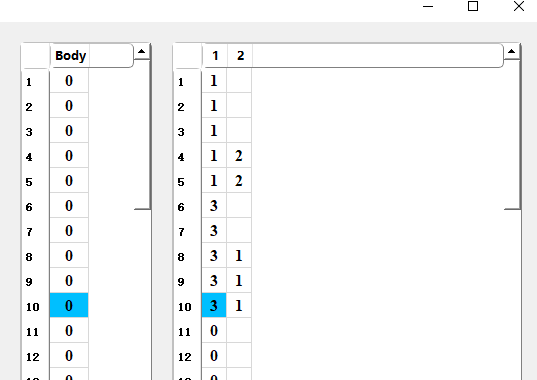 Body 1 2
1 0 1 1
2 0 2 1
3 0 3 1
4 0 4 1 2
5 0 5 1 2
6 0 6 3
7 0 7 3
8 0 8 3 1
9 0 9 3 1
10 0 10 3 1
11 0 11 0
12 0 12 0